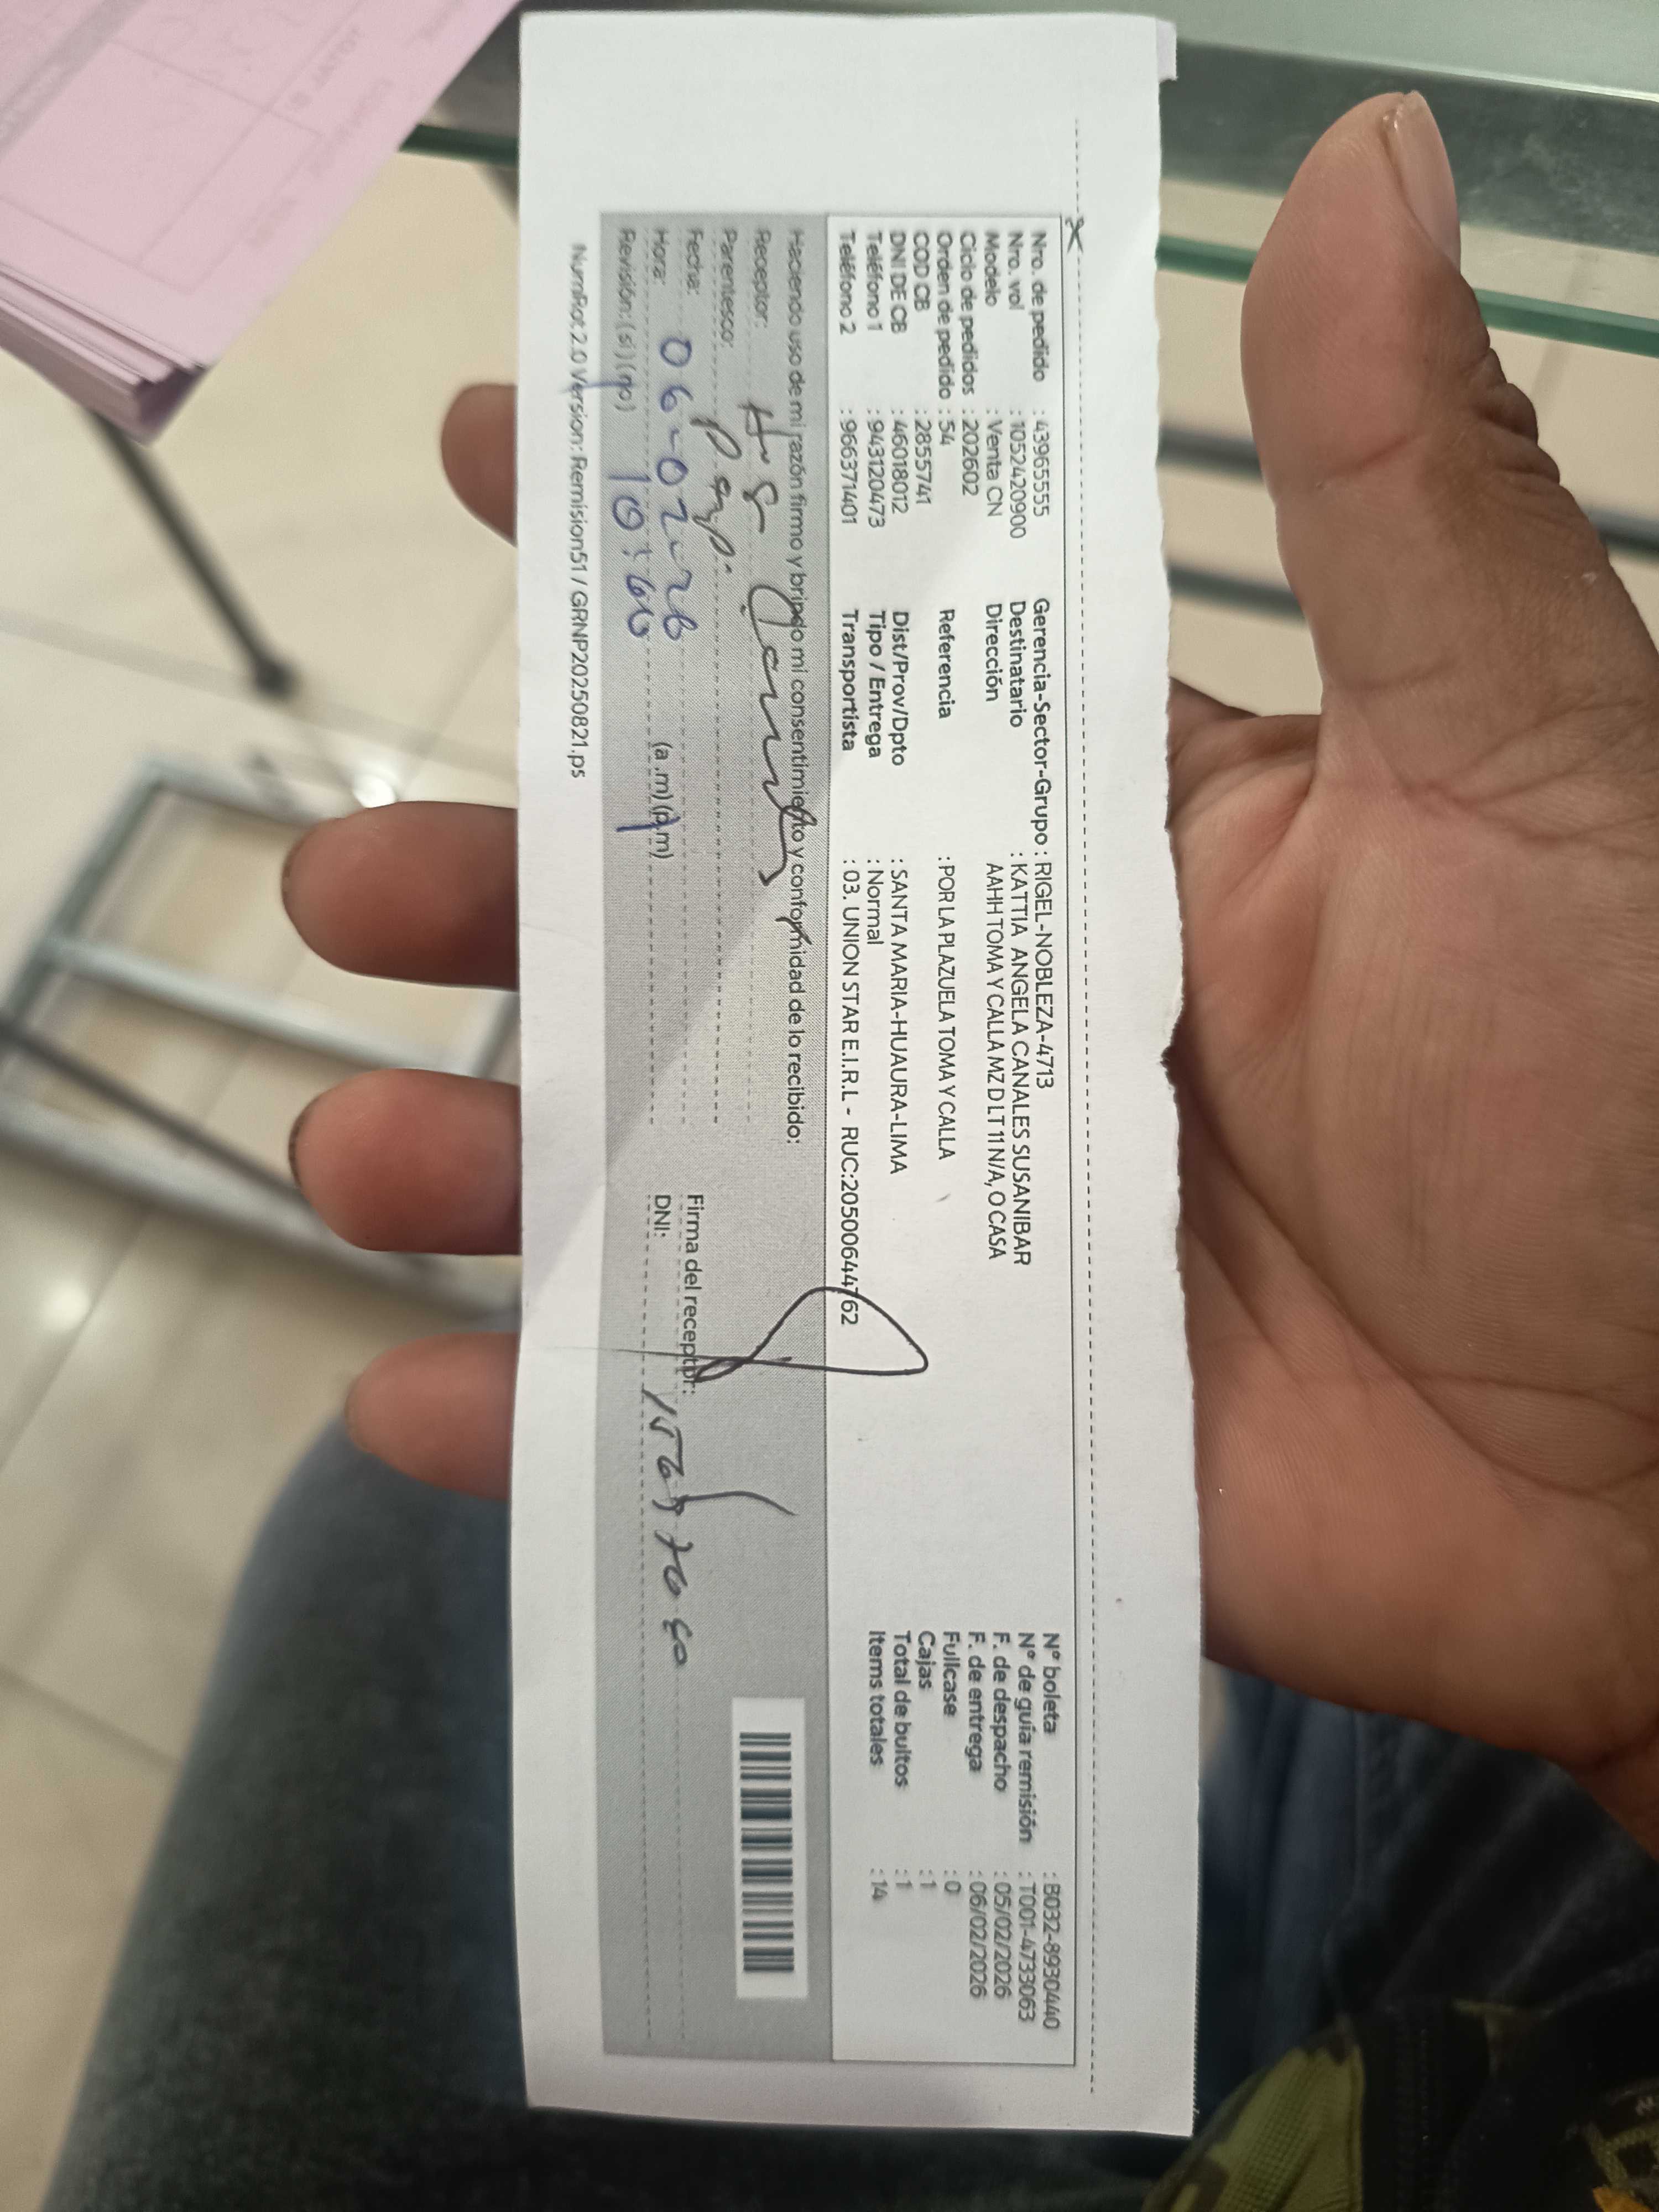 Nro. de pedido : 43965555
Nro. vol : 1052420900
Modelo : Venta CN
Ciclo de pedidos : 202602
Orden de pedido : 54
COD CB : 2855741
DNI DE CB : 46018012
Teléfono 1 : 943120473
Teléfono 2 : 966371401
Gerencia-Sector-Grupo : RIGEL-NOBLEZA-4713
Destinatario : KATTIA ANGELA CANALES SUSANIBAR
Dirección AAHH TOMA Y CALLA MZ D LT 11 N/A, O CASA
Referencia : POR LA PLAZUELA TOMA Y CALLA
Dist/Prov/Dpto : SANTA MARIA-HUAURA-LIMA
Tipo / Entrega : Normal
Transportista : 03. UNION STAR E.I.R.L - RUC:20500644762
N° boleta : B032-8930440
N° de guía remisión : T001-4733063
F. de despacho : 05/02/2026
F. de entrega : 06/02/2026
Fullcase : 0
Cajas : 1
Total de bultos : 1
Items totales : 14
Haciendo uso de mi razón firmo y brindo mi consentimiento y conformidad de lo recibido:
Receptor:
Parentesco:
Fecha: 06-02-26
Hora: (a.m) (p.m)
Revisión: (si) (no)
Firma del receptor:
DNI:
NumRot 2.0 Version: Remision51 / GRNP20250821.ps